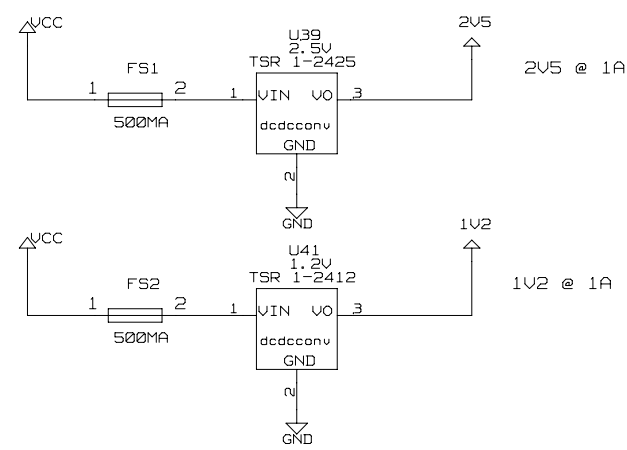 VCC
U39
2.5V
TSR 1-2425
2V5
FS1
2V5 @ 1A
1
2
1
VIN
VO
3
500MA
dcdcconv
GND
2
GND
VCC
U41
1.2V
TSR 1-2412
1V2
FS2
1V2 @ 1A
1
2
1
VIN
VO
3
500MA
dcdcconv
GND
2
GND